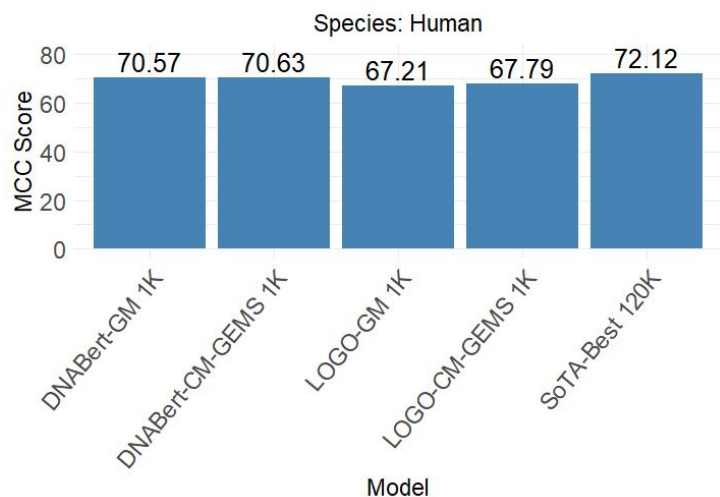 Species: Human
MCC Score
80
60
40
20
0
70.57
70.63
67.21
67.79
72.12
DNABert-GM 1K
DNABert-CM-GEMS 1K
LOGO-GM 1K
LOGO-CM-GEMS 1K
SoTA-Best 120K
Model